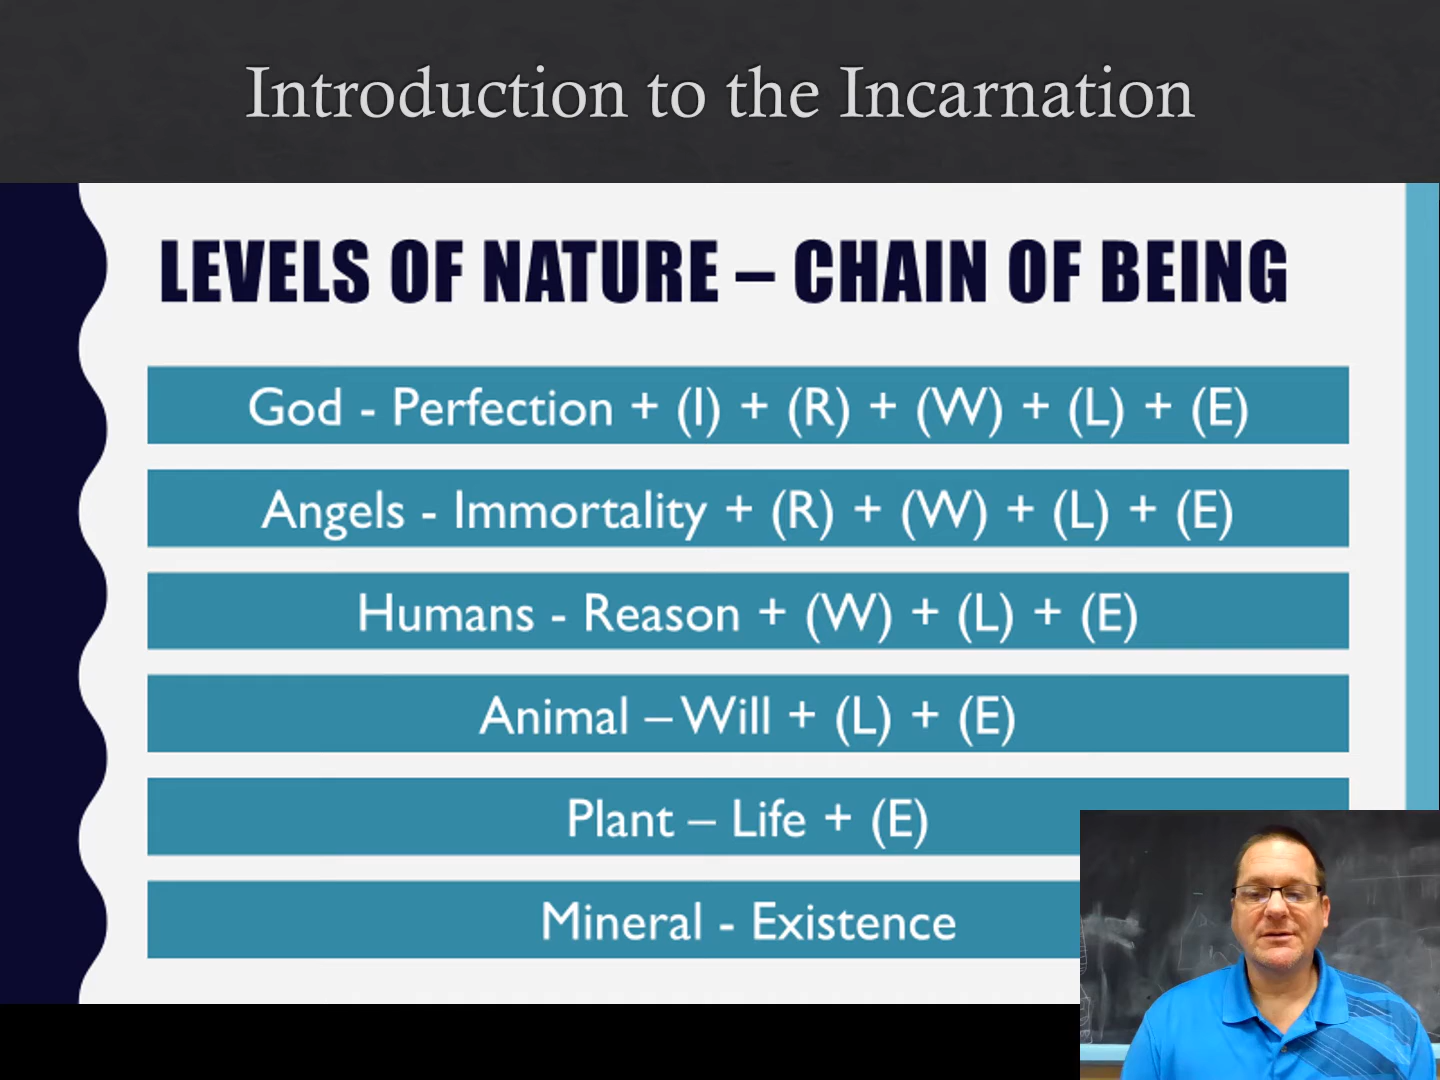 Introduction to the Incarnation
LEVELS OF NATURE – CHAIN OF BEING
God - Perfection + (I) + (R) + (W) + (L) + (E)
Angels - Immortality + (R) + (W) + (L) + (E)
Humans - Reason + (W) + (L) + (E)
Animal – Will + (L) + (E)
Plant – Life + (E)
Mineral - Existence